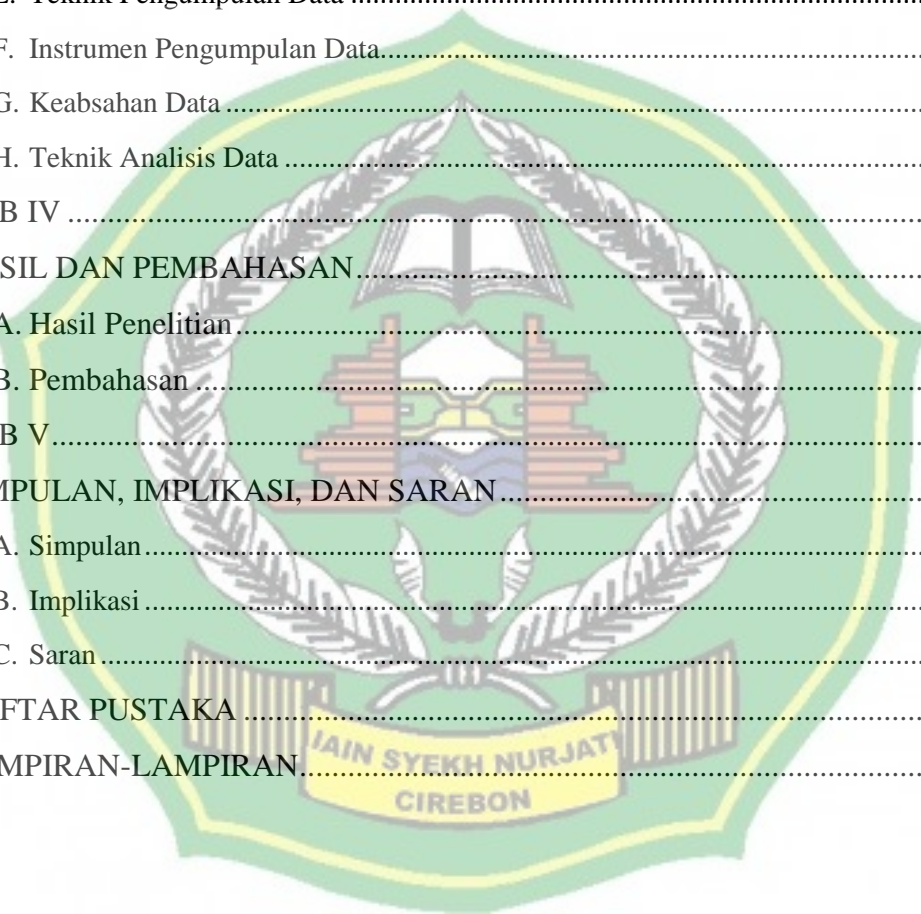 E. Teknik Pengumpulan Data
F. Instrumen Pengumpulan Data
G. Keabsahan Data
H. Teknik Analisis Data
B IV
SIL DAN PEMBAHASAN
A. Hasil Penelitian
B. Pembahasan
B V
MPULAN, IMPLIKASI, DAN SARAN
A. Simpulan
B. Implikasi
C. Saran
FTAR PUSTAKA
MPIRAN-LAMPIRAN
IAIN SYEKH NURJATI
CIREBON